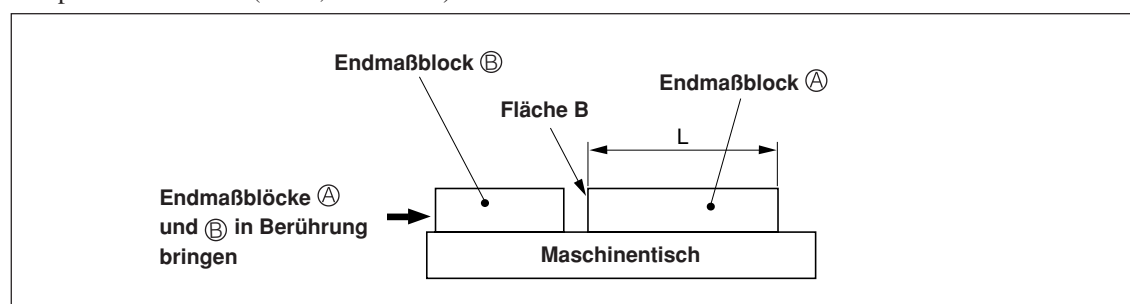 Endmaßblock Ⓑ
Endmaßblock Ⓐ
Fläche B
L
Endmaßblöcke Ⓐ
und Ⓑ in Berührung
bringen
Maschinentisch